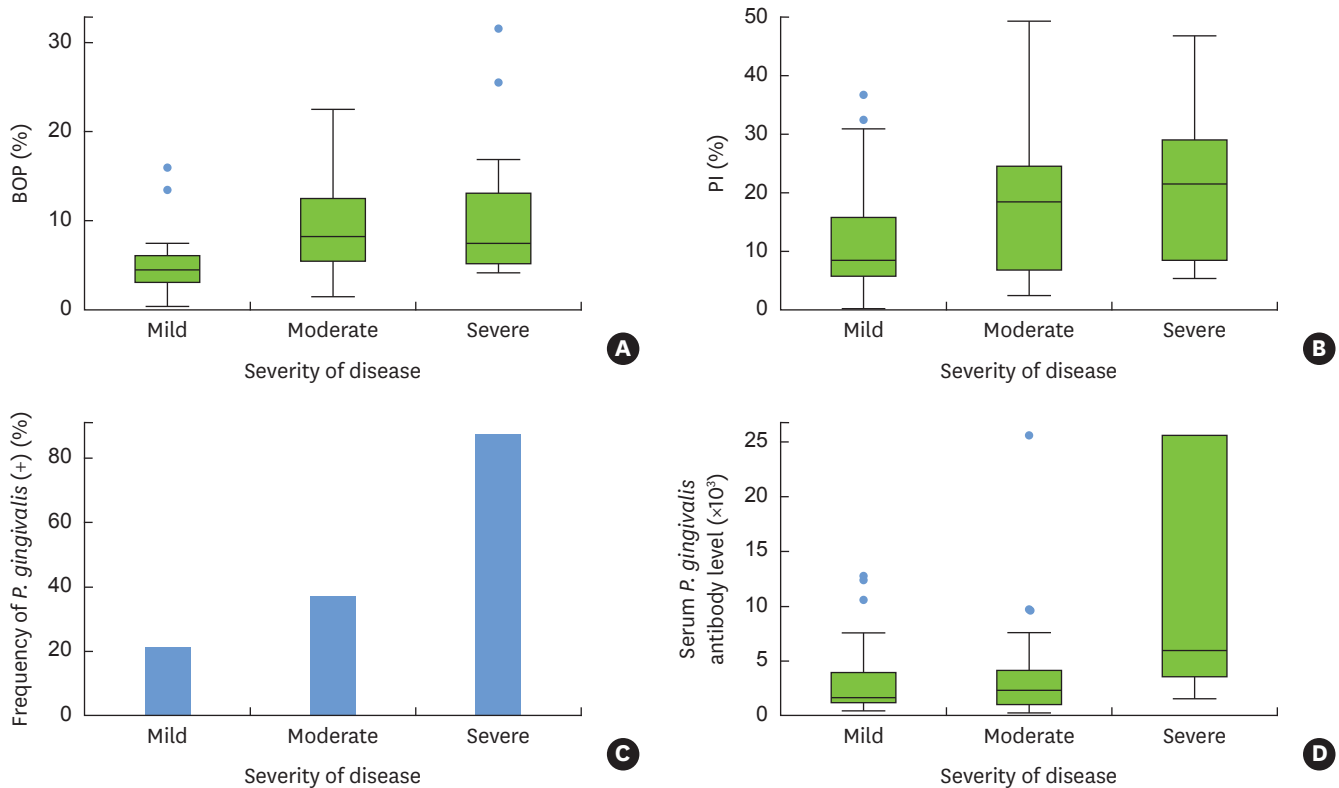 BOP (%)
30
20
10
0
Mild Moderate Severe
Severity of disease
A
PI (%)
50
40
30
20
10
0
Mild Moderate Severe
Severity of disease
B
Frequency of P. gingivalis (+) (%)
80
60
40
20
0
Mild Moderate Severe
Severity of disease
C
Serum P. gingivalis
antibody level (×10³)
25
20
15
10
5
0
Mild Moderate Severe
Severity of disease
D